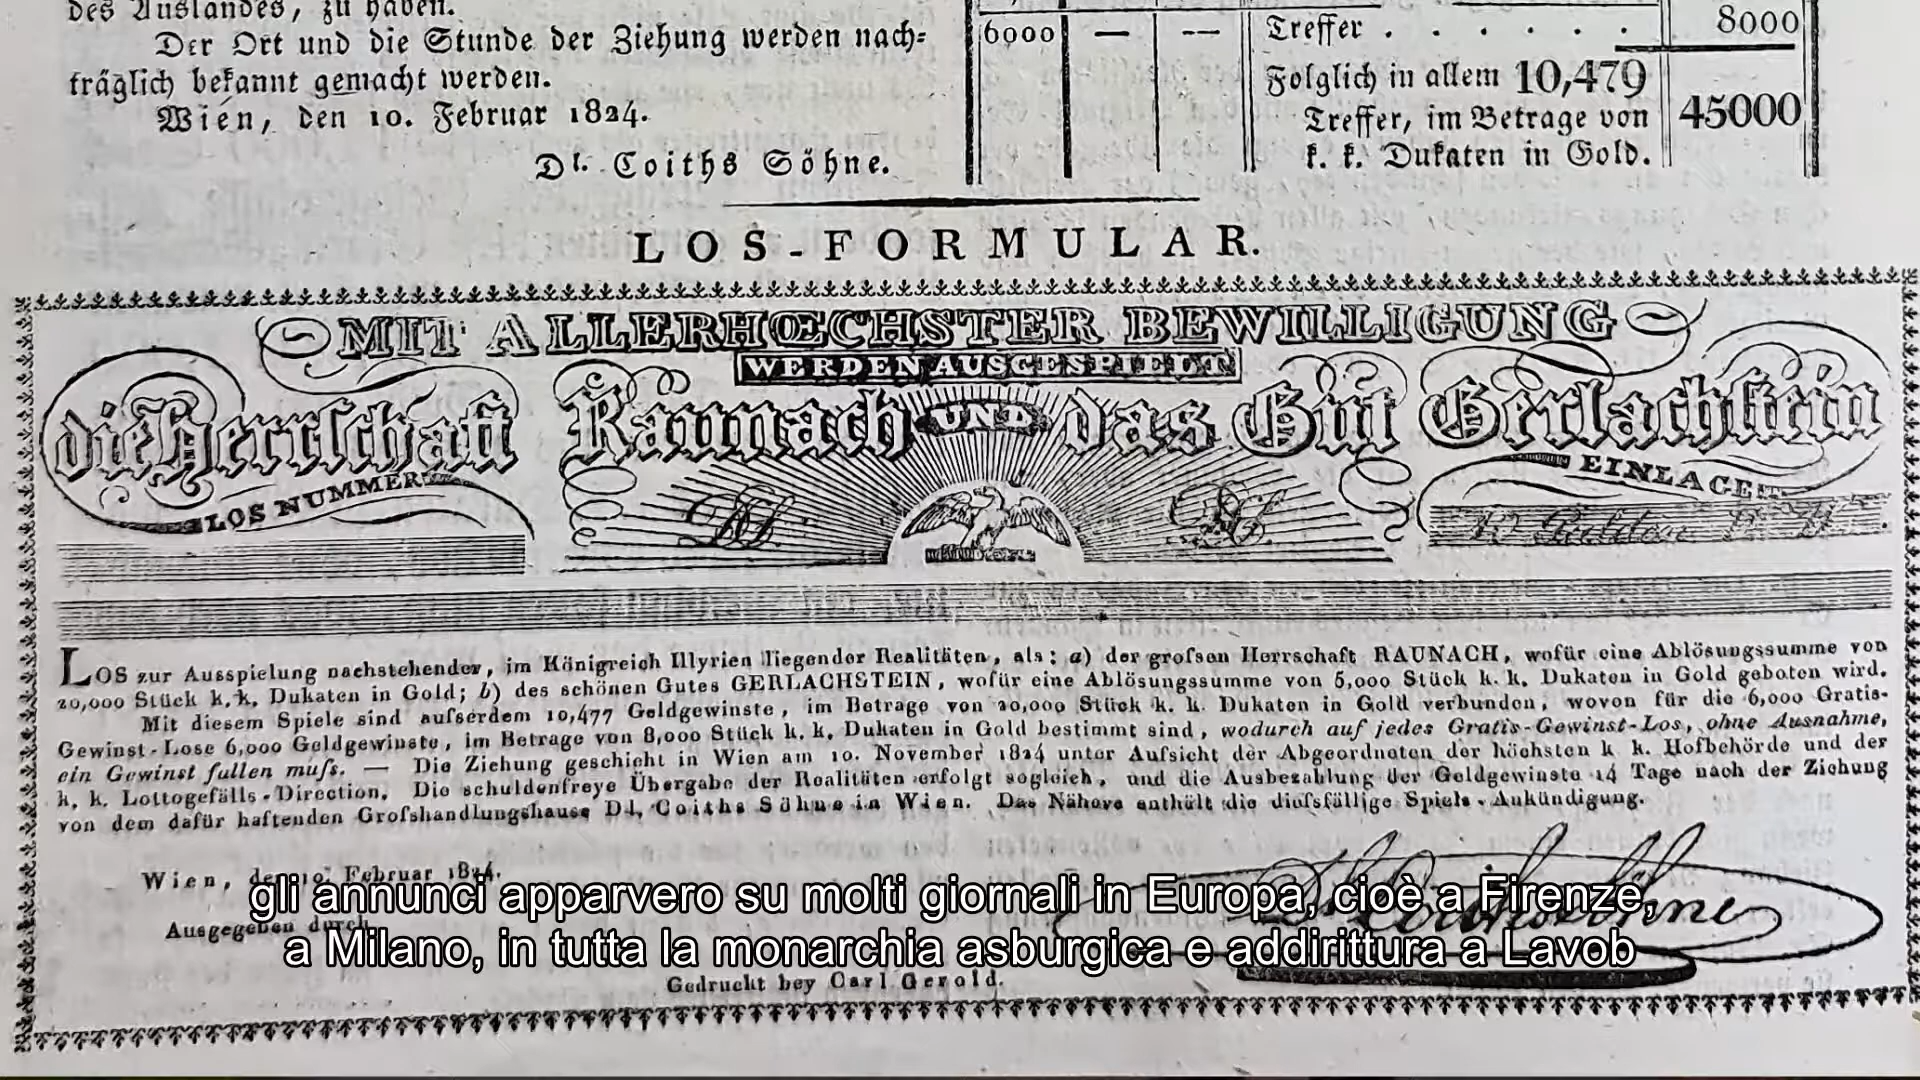 des Auslandes, zu haben.
Der Ort und die Stunde der Ziehung werden nach-
träglich bekannt gemacht werden.
Wien, den 10. Februar 1824.
Dl. Coiths Söhne.
6000 — —
Treffer . . . . . . 8000
Folglich in allem 10,479
Treffer, im Betrage von 45000
k. k. Dukaten in Gold.
LOS-FORMULAR.
MIT ALLERHŒCHSTER BEWILLIGUNG
WERDEN AUSGESPIELT
die Herrschaft Raunach UND das Gut Gerlachstein
LOS NUMMER
EINLAGE
LOS zur Ausspielung nachstehender, im Königreich Illyrien liegender Realitäten, als: a) der grofsen Herrschaft RAUNACH, wofür eine Ablösungssumme von
20,000 Stück k. k. Dukaten in Gold; b) des schönen Gutes GERLACHSTEIN, wofür eine Ablösungssumme von 5,000 Stück k. k. Dukaten in Gold geboten wird.
Mit diesem Spiele sind aufserdem 10,477 Geldgewinste, im Betrage von 20,000 Stück k. k. Dukaten in Gold verbunden, wovon für die 6,000 Gratis-
Gewinst-Lose 6,000 Geldgewinste, im Betrage von 8,000 Stück k. k. Dukaten in Gold bestimmt sind, wodurch auf jedes Gratis-Gewinst-Los, ohne Ausnahme,
ein Gewinst fallen mufs. — Die Ziehung geschieht in Wien am 10. November 1824 unter Aufsicht der Abgeordneten der höchsten k k. Hofbehörde und der
k. k. Lottogefälls-Direction. Die schuldenfreye Übergabe der Realitäten erfolgt sogleich, und die Ausbezahlung der Geldgewinste 14 Tage nach der Ziehung
von dem dafür haftenden Grofshandlungshause Dl. Coiths Söhne in Wien. Das Nähere enthält die diefsfällige Spiels-Ankündigung.
Wien, den 10. Februar 1824.
Ausgegeben durch
gli annunci apparvero su molti giornali in Europa, cioè a Firenze,
a Milano, in tutta la monarchia asburgica e addirittura a Lavob
Gedruckt bey Carl Gerold.